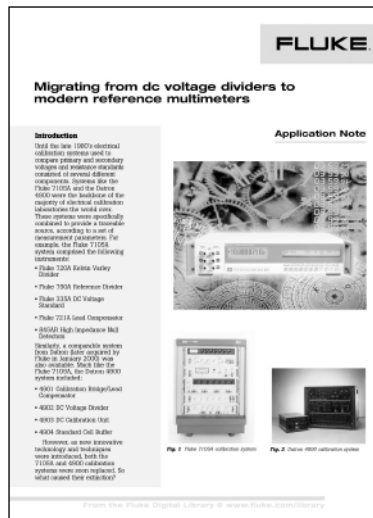 FLUKE
Migrating from dc voltage dividers to
modern reference multimeters
Introduction
Until the late 1980's electrical
calibration systems used to
compare primary and secondary
voltages and resistance standards
consisted of several different
components. Systems like the
Fluke 7105A and the Datron
4900 were the backbone of the
majority of electrical calibration
laboratories the world over.
These systems were specifically
combined to provide a traceable
source, according to a set of
measurement parameters. For
example, the Fluke 7105A
system comprised the following
instruments:
• Fluke 720A Kelvin Varley
Divider
• Fluke 750A Reference Divider
• Fluke 335A DC Voltage
Standard
• Fluke 721A Lead Compensator
• 845AB High Impedance Null
Detectors
Similarly, a comparable system
from Datron (later acquired by
Fluke in January 2000) was
also available. Much like the
Fluke 7105A, the Datron 4900
system included:
• 4901 Calibration Bridge/Lead
Compensator
• 4902 DC Voltage Divider
• 4903 DC Calibration Unit
• 4904 Standard Cell Buffer
However, as new innovative
technology and techniques
were introduced, both the
7105A and 4900 calibration
systems were soon replaced. So
what caused their extinction?
Application Note
Fig. 1 Fluke 7105A calibration system
Fig. 2 Datron 4900 calibration system
From the Fluke Digital Library @ www.fluke.com/library